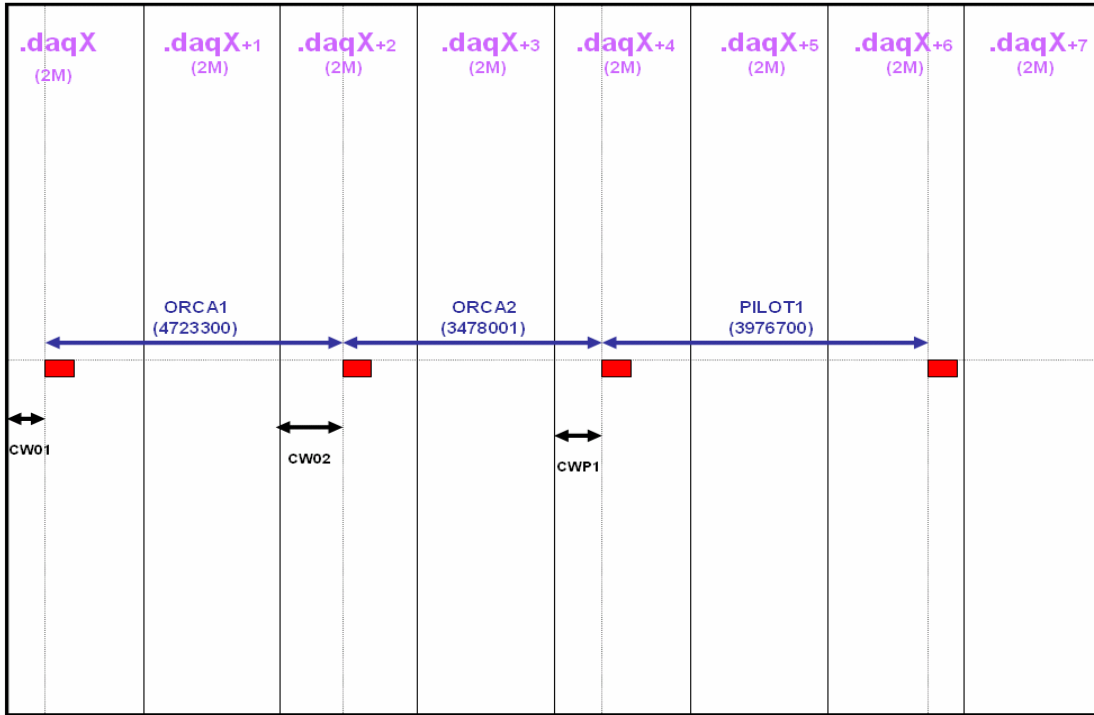 .daqX .daqX+1 .daqX+2 .daqX+3 .daqX+4 .daqX+5 .daqX+6 .daqX+7
(2M) (2M) (2M) (2M) (2M) (2M) (2M) (2M)
ORCA1 ORCA2 PILOT1
(4723300) (3478001) (3976700)
CW01 CW02 CWP1